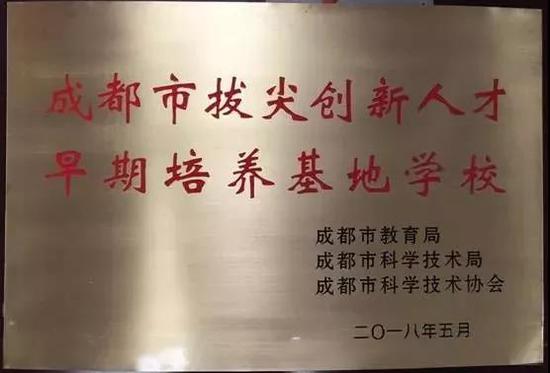 成都市拔尖创新人才
早期培养基地学校
成都市教育局
成都市科学技术局
成都市科学技术协会
二〇一八年五月